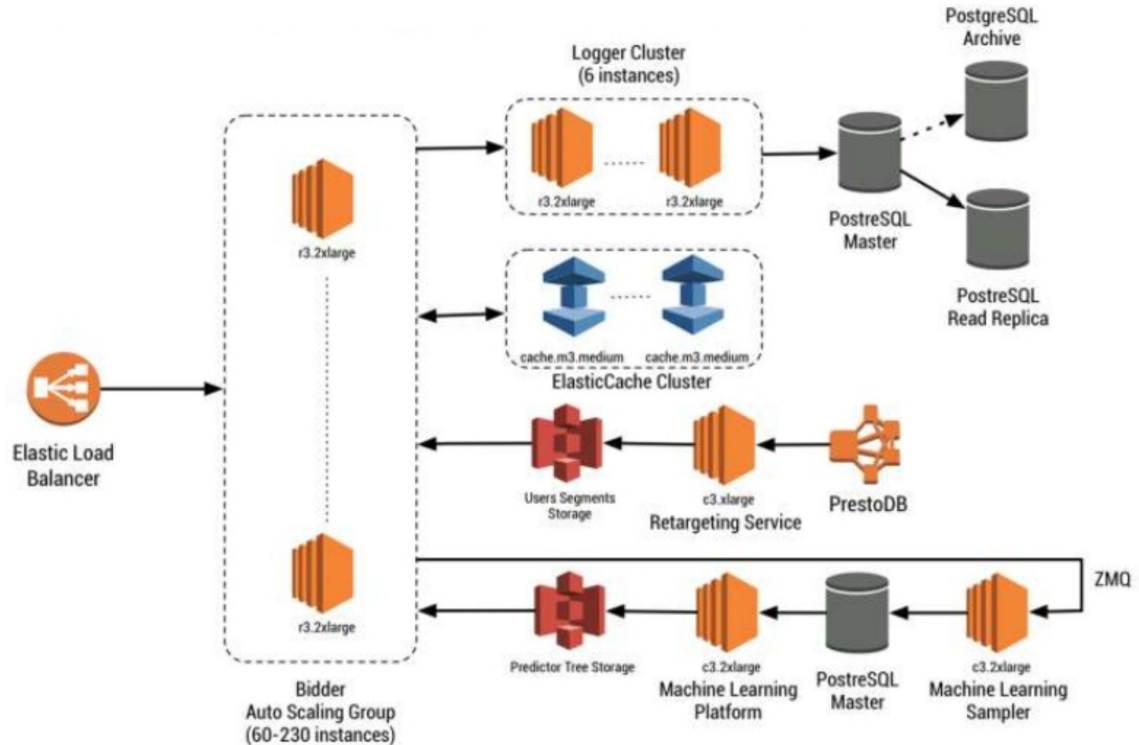 PostgreSQL
Archive
Logger Cluster
(6 instances)
r3.2xlarge
r3.2xlarge
r3.2xlarge
PostreSQL
Master
PostreSQL
Read Replica
cache.m3.medium
cache.m3.medium
ElasticCache Cluster
Elastic Load
Balancer
Users Segments
Storage
c3.xlarge
Retargeting Service
PrestoDB
ZMQ
r3.2xlarge
Predictor Tree Storage
c3.2xlarge
Machine Learning
Platform
PostreSQL
Master
c3.2xlarge
Machine Learning
Sampler
Bidder
Auto Scaling Group
(60-230 instances)